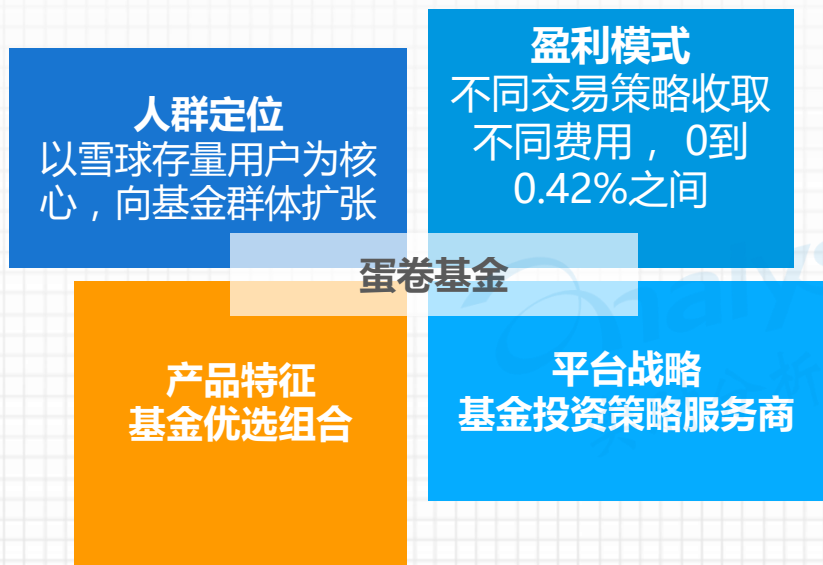 人群定位
以雪球存量用户为核
心，向基金群体扩张
盈利模式
不同交易策略收取
不同费用， 0到
0.42%之间
蛋卷基金
产品特征
基金优选组合
平台战略
基金投资策略服务商